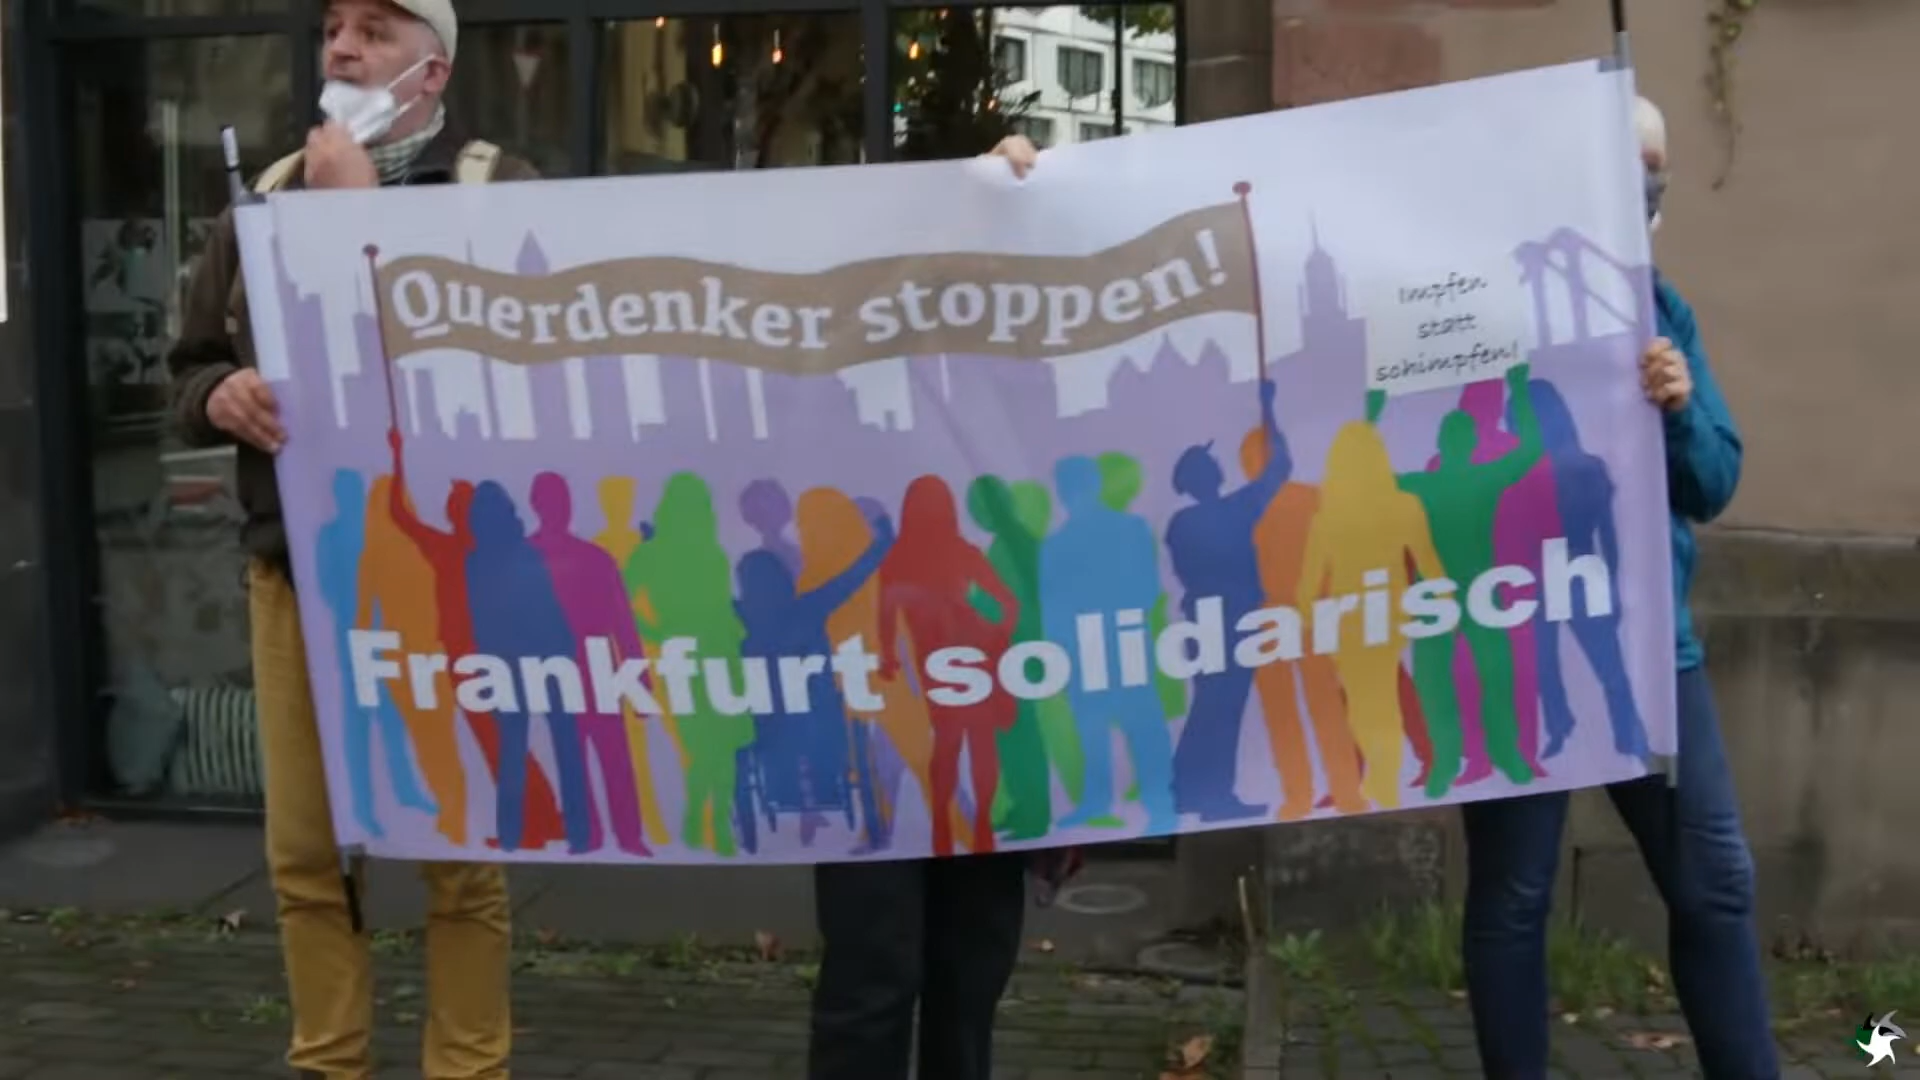 Querdenker stoppen!
Impfen
statt
schimpfen!
Frankfurt solidarisch